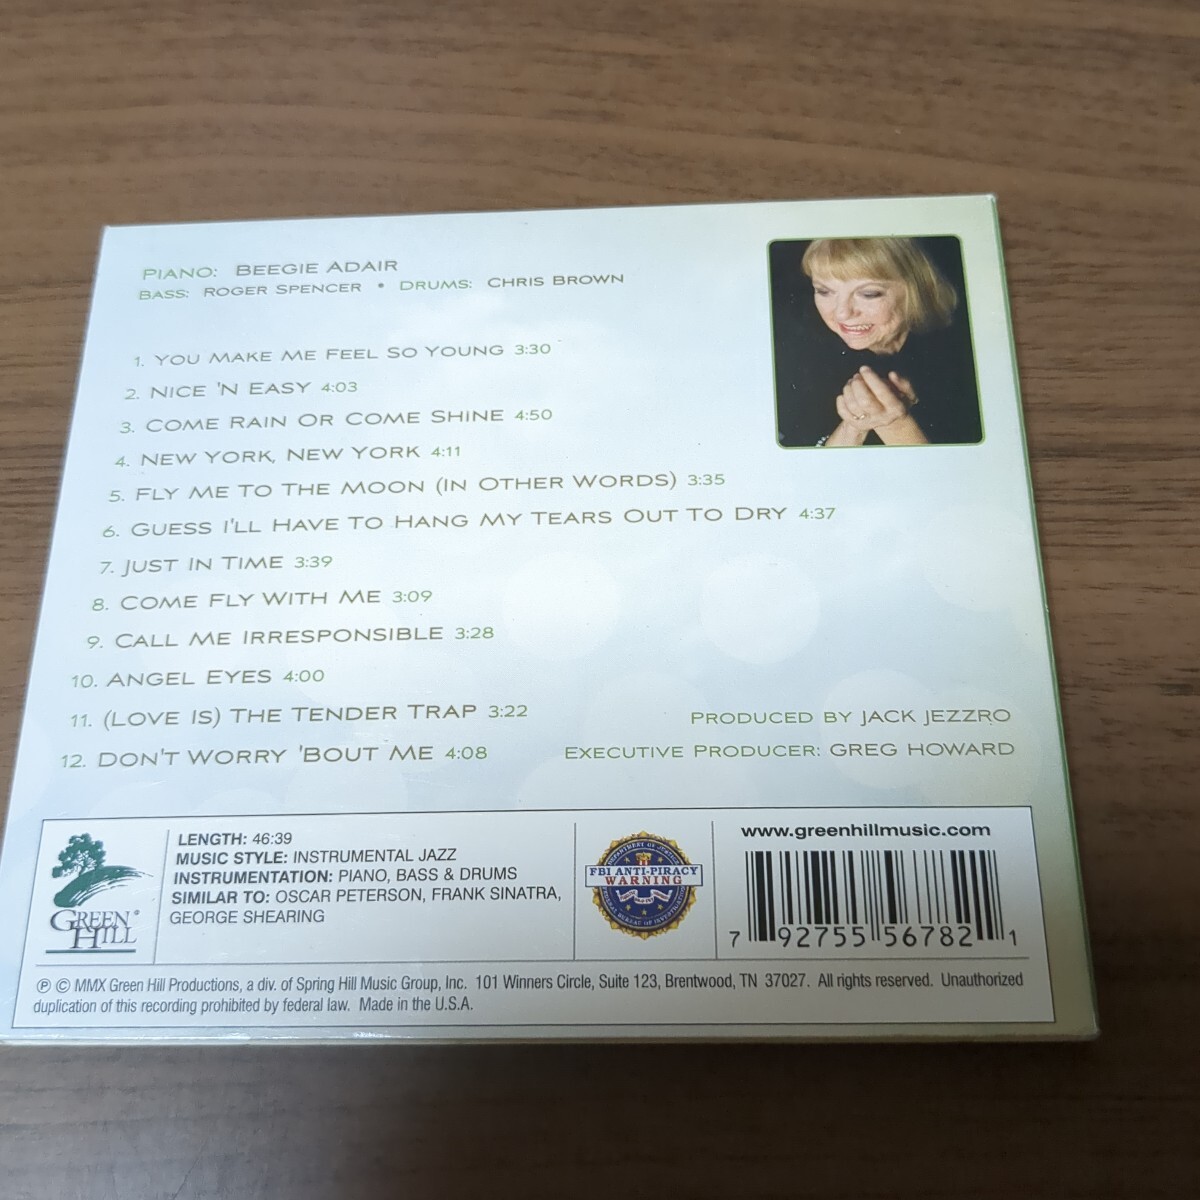 PIANO: BEEGIE ADAIR
BASS: ROGER SPENCER • DRUMS: CHRIS BROWN
1. YOU MAKE ME FEEL SO YOUNG 3:30
2. NICE 'N EASY 4:03
3. COME RAIN OR COME SHINE 4:50
4. NEW YORK, NEW YORK 4:11
5. FLY ME TO THE MOON (IN OTHER WORDS) 3:35
6. GUESS I'LL HAVE TO HANG MY TEARS OUT TO DRY 4:37
7. JUST IN TIME 3:39
8. COME FLY WITH ME 3:09
9. CALL ME IRRESPONSIBLE 3:28
10. ANGEL EYES 4:00
11. (LOVE IS) THE TENDER TRAP 3:22
12. DON'T WORRY 'BOUT ME 4:08
PRODUCED BY JACK JEZZRO
EXECUTIVE PRODUCER: GREG HOWARD
GREEN®
HILL
LENGTH: 46:39
MUSIC STYLE: INSTRUMENTAL JAZZ
INSTRUMENTATION: PIANO, BASS & DRUMS
SIMILAR TO: OSCAR PETERSON, FRANK SINATRA,
GEORGE SHEARING
DEPARTMENT OF JUSTICE
FBI ANTI-PIRACY
WARNING
FEDERAL BUREAU OF INVESTIGATION
www.greenhillmusic.com
7 92755 56782 1
℗ © MMX Green Hill Productions, a div. of Spring Hill Music Group, Inc. 101 Winners Circle, Suite 123, Brentwood, TN 37027. All rights reserved. Unauthorized
duplication of this recording prohibited by federal law. Made in the U.S.A.